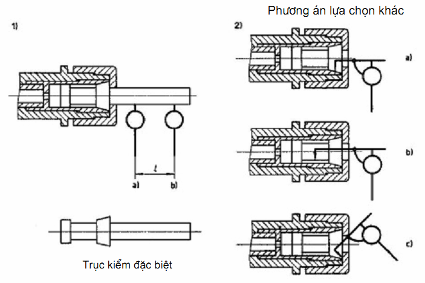 Phương án lựa chọn khác
1)
2)
a)
l
a)
b)
b)
c)
Trục kiểm đặc biệt